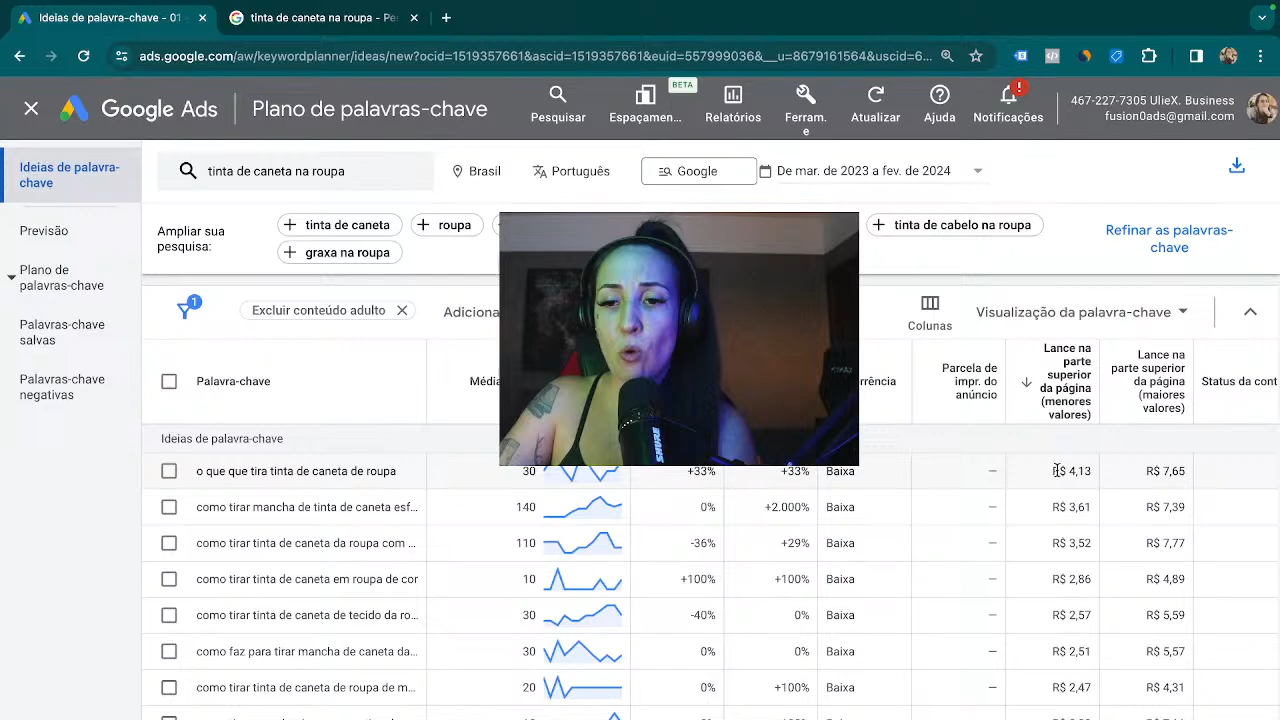 Ideias de palavra-chave - 01
tinta de caneta na roupa - Pe
ads.google.com/aw/keywordplanner/ideas/new?ocid=1519357661&ascid=1519357661&euid=557999036&__u=8679161564&uscid=6...
Google Ads
Plano de palavras-chave
Pesquisar
Espaçamen...
BETA
Relatórios
Ferram.
e
Atualizar
Ajuda
Notificações
467-227-7305 UlieX. Business
fusion0ads@gmail.com
Ideias de palavra-
chave
Previsão
Plano de
palavras-chave
Palavras-chave
salvas
Palavras-chave
negativas
tinta de caneta na roupa
Brasil
Português
Google
De mar. de 2023 a fev. de 2024
Ampliar sua
pesquisa:
+ tinta de caneta
+ roupa
+ tinta de cabelo na roupa
+ graxa na roupa
Refinar as palavras-
chave
1
Excluir conteúdo adulto
Adiciona
Colunas
Visualização da palavra-chave
Palavra-chave
Média
rrência
Parcela de
impr. do
anúncio
Lance na
parte
superior
da página
(menores
valores)
Lance na
parte superior
da página
(maiores
valores)
Status da cont
Ideias de palavra-chave
o que que tira tinta de caneta de roupa 30 +33% +33% Baixa – R$ 4,13 R$ 7,65
como tirar mancha de tinta de caneta esf... 140 0% +2.000% Baixa – R$ 3,61 R$ 7,39
como tirar tinta de caneta da roupa com ... 110 -36% +29% Baixa – R$ 3,52 R$ 7,77
como tirar tinta de caneta em roupa de cor 10 +100% +100% Baixa – R$ 2,86 R$ 4,89
como tirar tinta de caneta de tecido da ro... 30 -40% 0% Baixa – R$ 2,57 R$ 5,59
como faz para tirar mancha de caneta da... 30 0% 0% Baixa – R$ 2,51 R$ 5,57
como tirar tinta de caneta de roupa de m... 20 0% +100% Baixa – R$ 2,47 R$ 4,31
SHURE